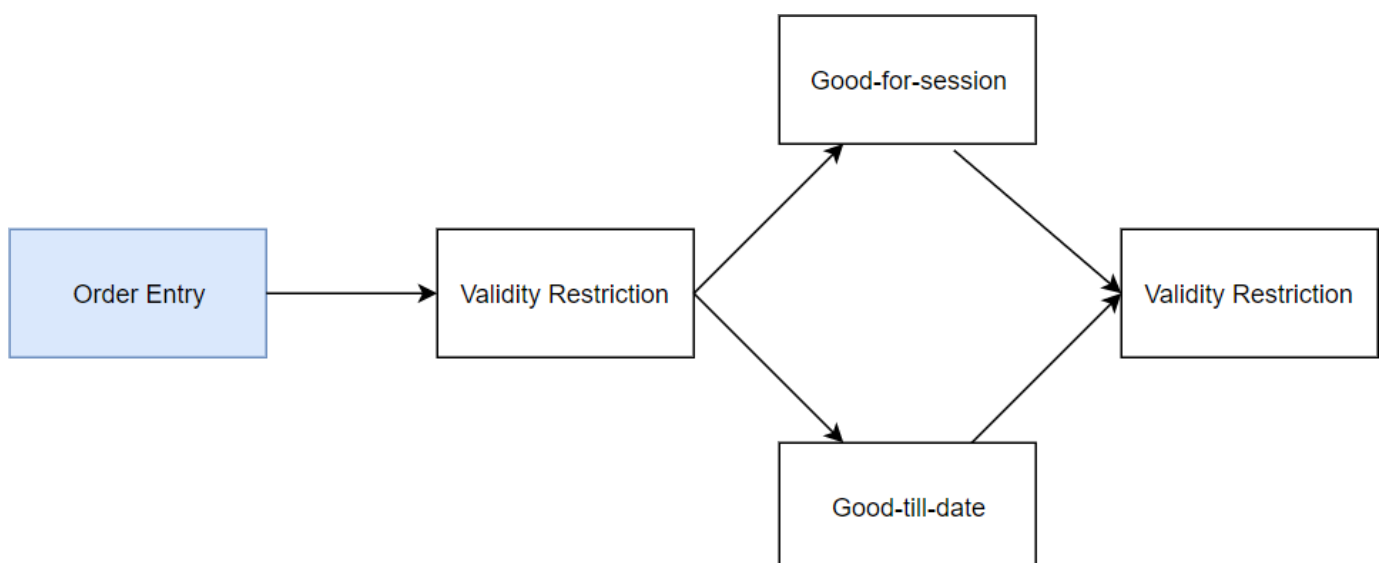 Good-for-session
Order Entry
Validity Restriction
Validity Restriction
Good-till-date